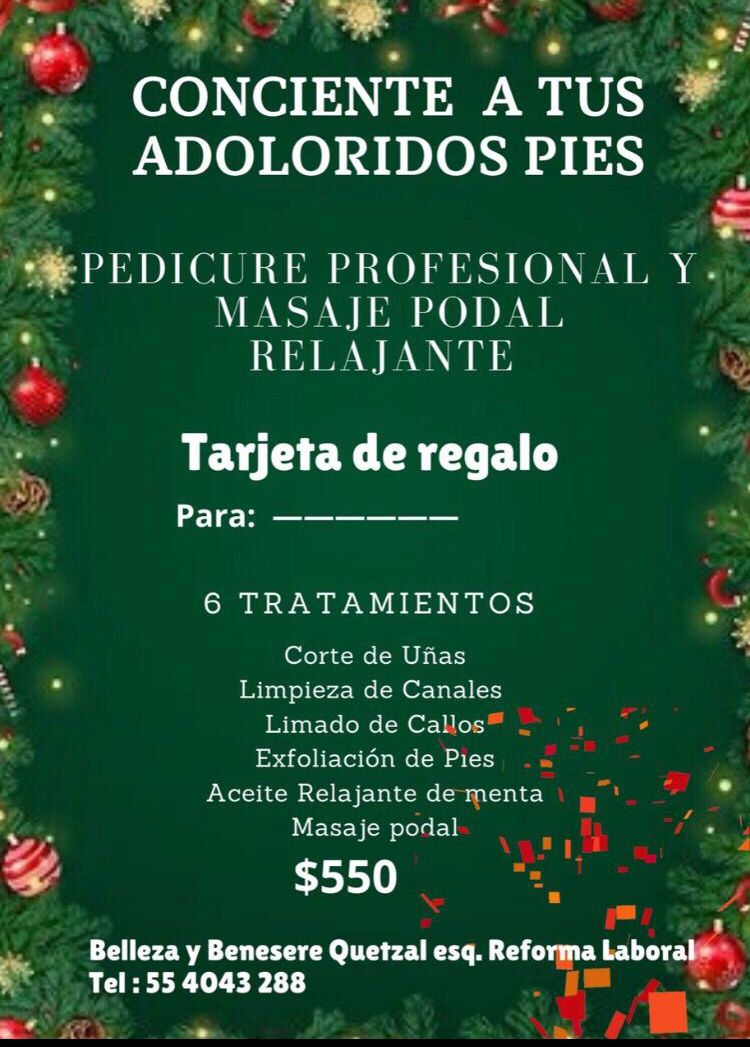 CONCIENTE A TUS
ADOLORIDOS PIES
PEDICURE PROFESIONAL Y
MASAJE PODAL
RELAJANTE
Tarjeta de regalo
Para: ——————
6 TRATAMIENTOS
Corte de Uñas
Limpieza de Canales
Limado de Callos
Exfoliación de Pies
Aceite Relajante de menta
Masaje podal
$550
Belleza y Benesere Quetzal esq. Reforma Laboral
Tel : 55 4043 288